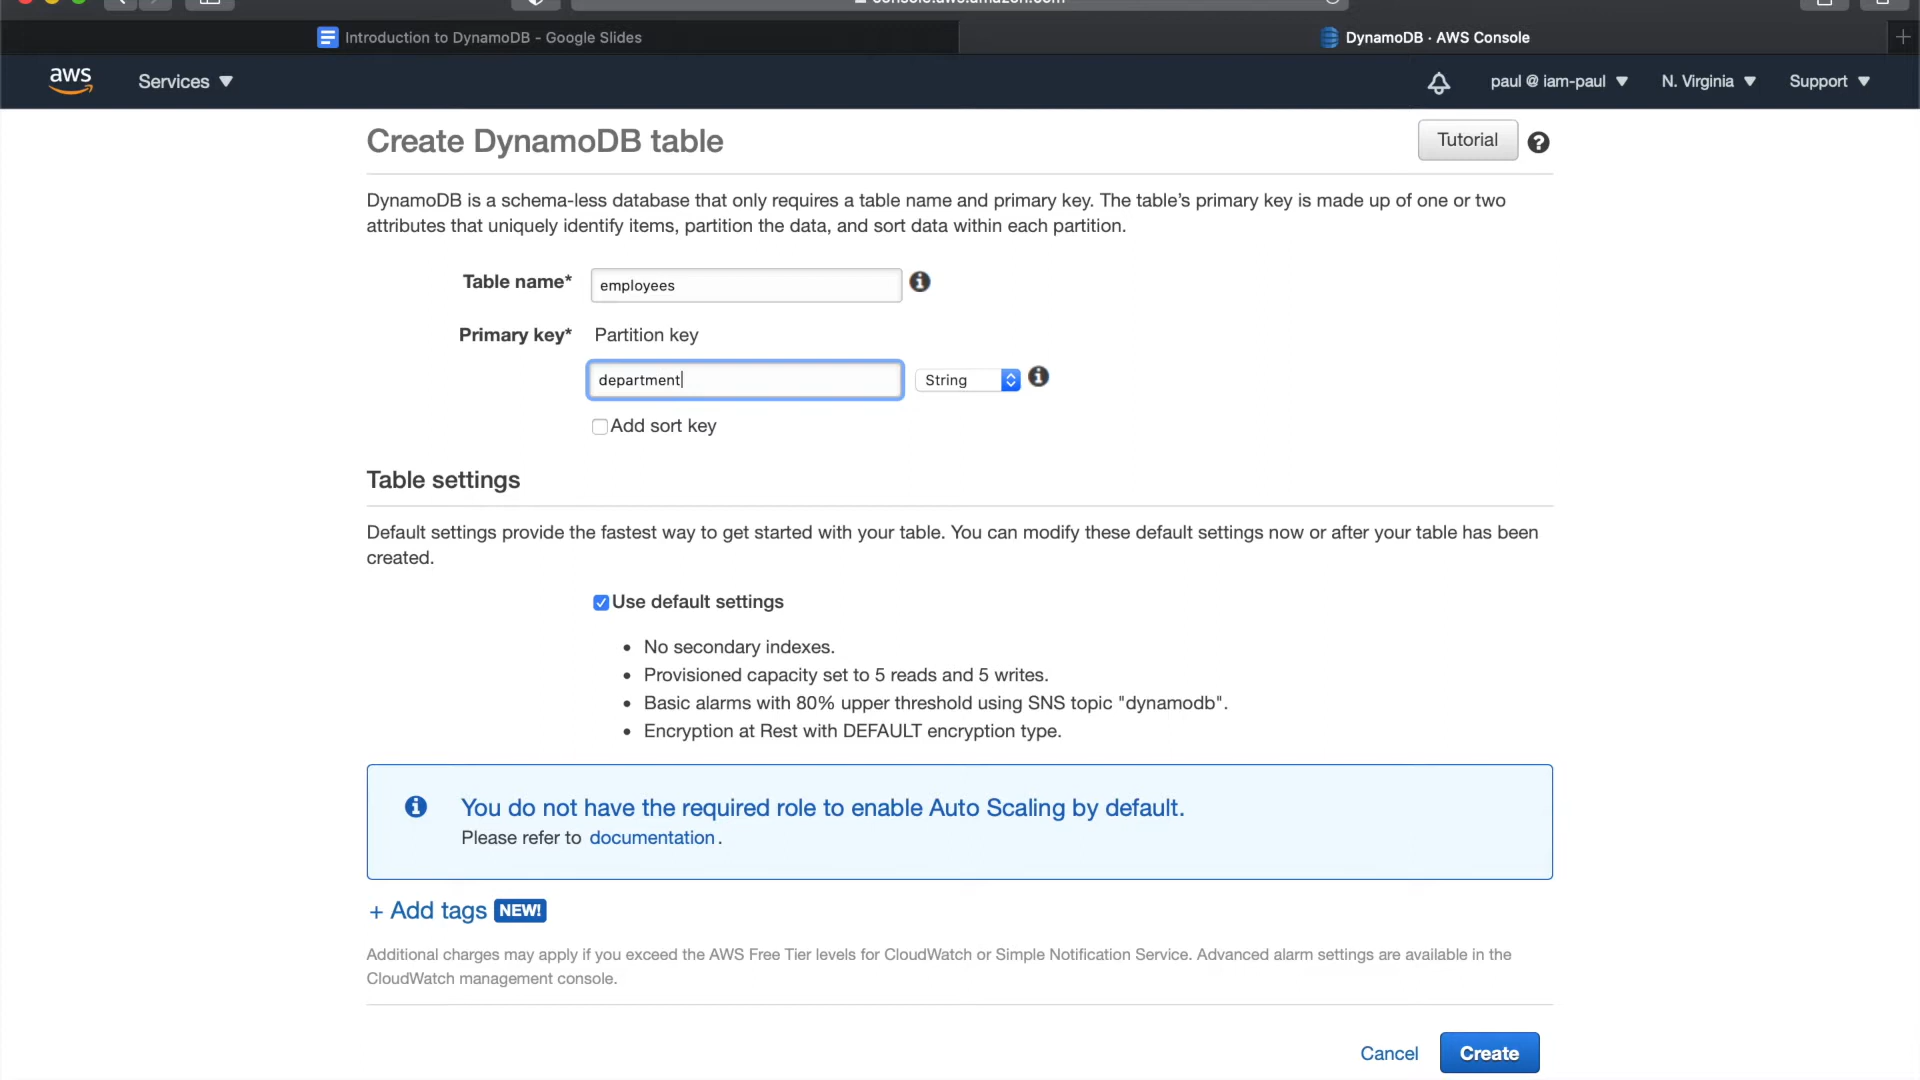 Introduction to DynamoDB - Google Slides
DynamoDB · AWS Console
aws
Services
paul @ iam-paul
N. Virginia
Support
Create DynamoDB table
Tutorial
DynamoDB is a schema-less database that only requires a table name and primary key. The table's primary key is made up of one or two
attributes that uniquely identify items, partition the data, and sort data within each partition.
Table name*
employees
Primary key*
Partition key
department
String
Add sort key
Table settings
Default settings provide the fastest way to get started with your table. You can modify these default settings now or after your table has been
created.
Use default settings
No secondary indexes.
Provisioned capacity set to 5 reads and 5 writes.
Basic alarms with 80% upper threshold using SNS topic "dynamodb".
Encryption at Rest with DEFAULT encryption type.
You do not have the required role to enable Auto Scaling by default.
Please refer to documentation.
+ Add tags NEW!
Additional charges may apply if you exceed the AWS Free Tier levels for CloudWatch or Simple Notification Service. Advanced alarm settings are available in the
CloudWatch management console.
Cancel
Create